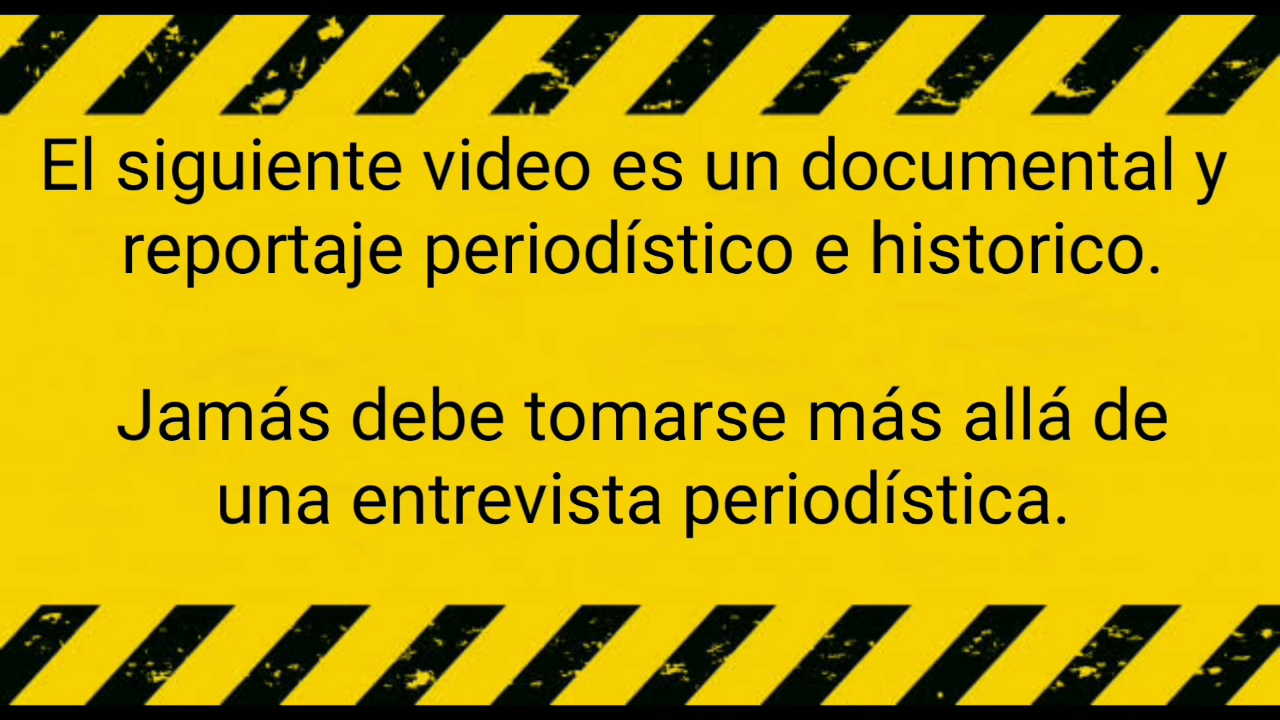 El siguiente video es un documental y
reportaje periodístico e historico.
Jamás debe tomarse más allá de
una entrevista periodística.